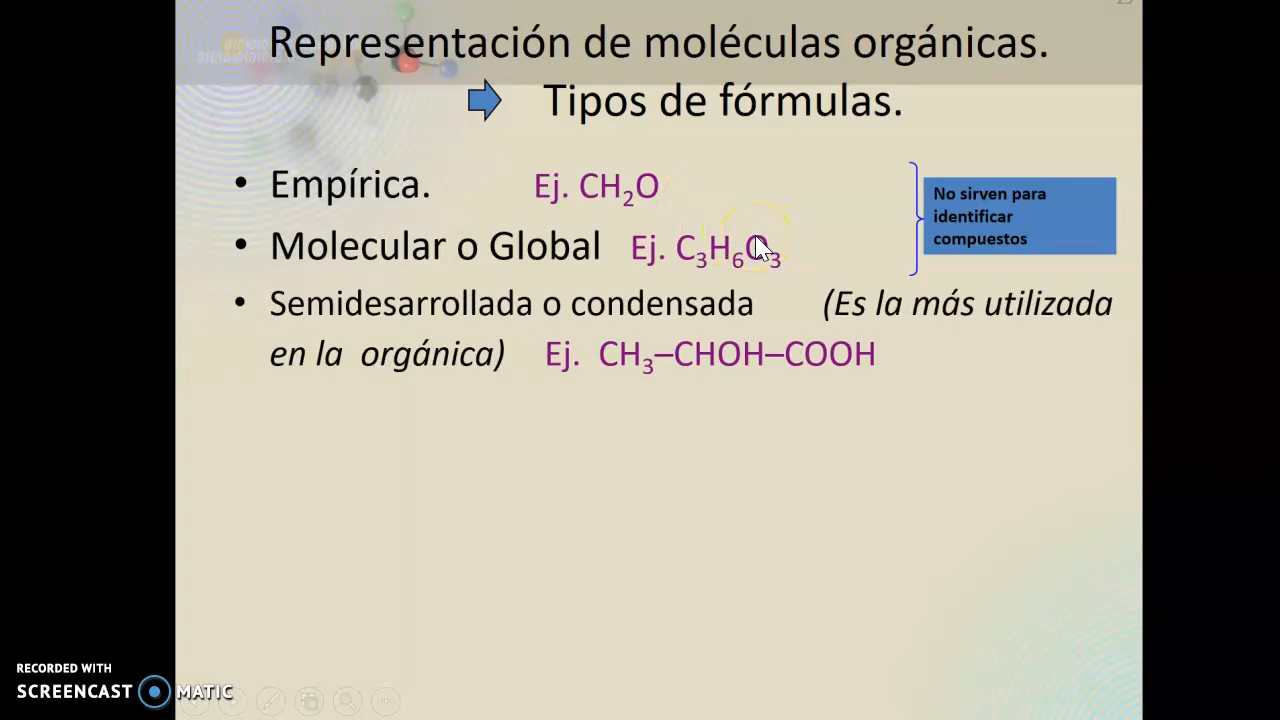 Representación de moléculas orgánicas.
Tipos de fórmulas.
• Empírica. Ej. CH₂O
• Molecular o Global Ej. C₃H₆O₃
No sirven para
identificar
compuestos
• Semidesarrollada o condensada (Es la más utilizada
en la orgánica) Ej. CH₃–CHOH–COOH
RECORDED WITH
SCREENCAST MATIC